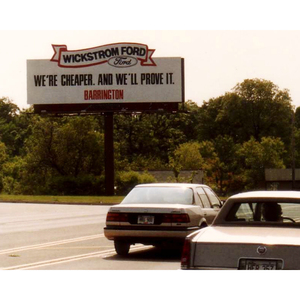 WICKSTROM FORD
Ford
WE'RE CHEAPER. AND WE'LL PROVE IT.
BARRINGTON